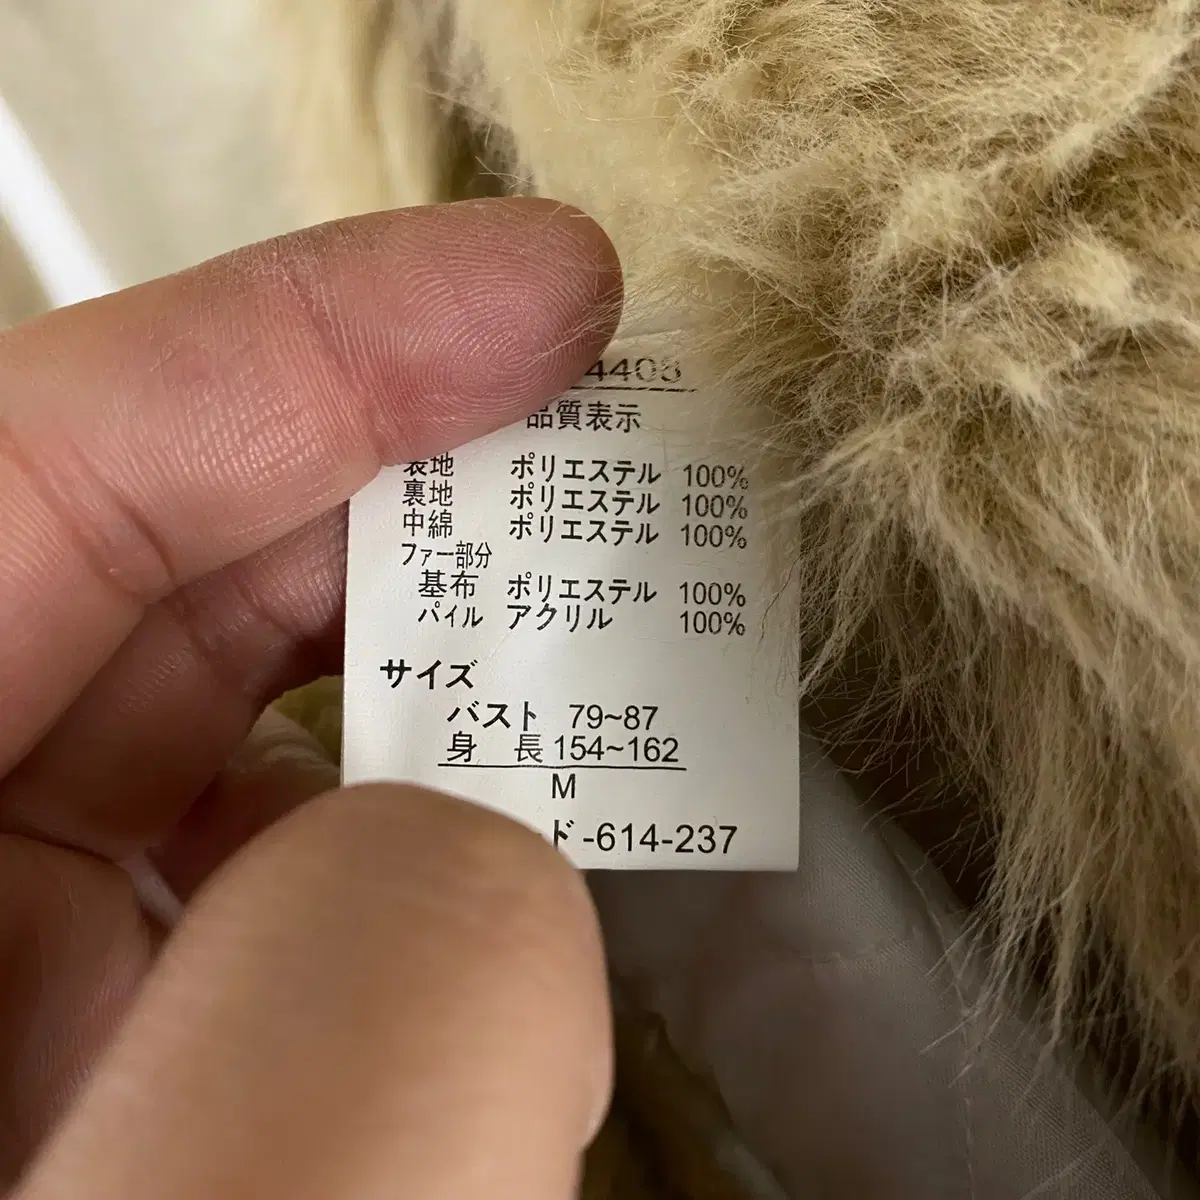 4403
品質表示
表地 ポリエステル 100%
裏地 ポリエステル 100%
中綿 ポリエステル 100%
ファー部分
基布 ポリエステル 100%
パイル アクリル 100%
サイズ
バスト 79~87
身 長 154~162
M
ド-614-237